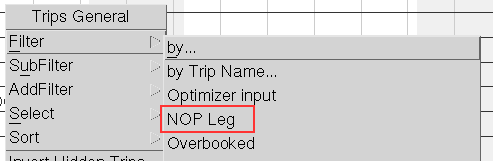 Trips General
Filter
SubFilter
AddFilter
Select
Sort
by...
by Trip Name...
Optimizer input
NOP Leg
Overbooked